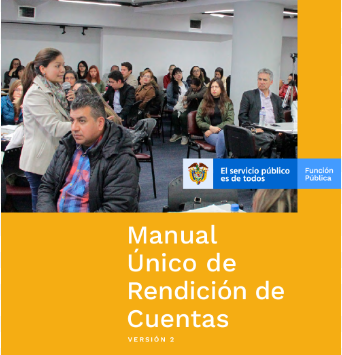 El servicio público
es de todos
Función
Pública
Manual
Único de
Rendición de
Cuentas
VERSIÓN 2